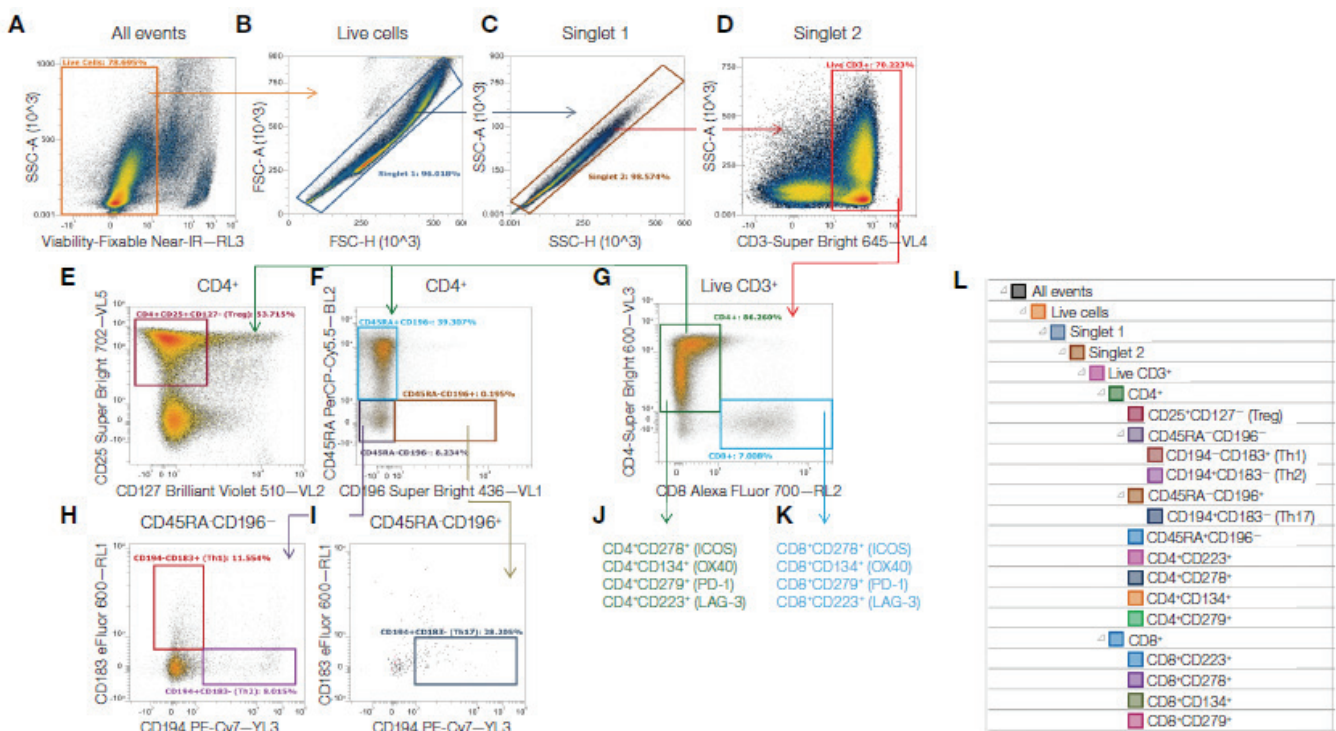 A All events
Live Cells: 78.695%
SSC-A (10^3)
Viability-Fixable Near-IR—RL3
B Live cells
Singlet 1: 96.018%
FSC-A (10^3)
FSC-H (10^3)
C Singlet 1
Singlet 2: 98.574%
SSC-A (10^3)
SSC-H (10^3)
D Singlet 2
Live CD3+: 70.223%
SSC-A (10^3)
CD3-Super Bright 645—VL4
E CD4⁺
CD4+CD25+CD127- (Treg): 53.715%
CD25 Super Bright 702—VL5
CD127 Brilliant Violet 510—VL2
F CD4⁺
CD45RA+CD196-: 39.307%
CD45RA-CD196+: 0.195%
CD45RA-CD196-: 8.234%
CD45RA PerCP-Cy5.5—BL2
CD196 Super Bright 436—VL1
G Live CD3⁺
CD4+: 86.260%
CD8+: 7.008%
CD4-Super Bright 600—VL3
CD8 Alexa FLuor 700—RL2
H CD45RA-CD196⁻
CD194-CD183+ (Th1): 11.554%
CD194+CD183- (Th2): 8.015%
CD183 eFluor 600—RL1
CD194 PE-Cy7—YL3
I CD45RA-CD196⁺
CD194+CD183- (Th17): 28.386%
CD183 eFluor 600—RL1
CD194 PE-Cy7—YL3
J
CD4⁺CD278⁺ (ICOS)
CD4⁺CD134⁺ (OX40)
CD4⁺CD279⁺ (PD-1)
CD4⁺CD223⁺ (LAG-3)
K
CD8⁺CD278⁺ (ICOS)
CD8⁺CD134⁺ (OX40)
CD8⁺CD279⁺ (PD-1)
CD8⁺CD223⁺ (LAG-3)
L
All events
Live cells
Singlet 1
Singlet 2
Live CD3⁺
CD4⁺
CD25⁺CD127⁻ (Treg)
CD45RA⁻CD196⁻
CD194⁻CD183⁺ (Th1)
CD194⁺CD183⁻ (Th2)
CD45RA⁻CD196⁺
CD194⁺CD183⁻ (Th17)
CD45RA⁺CD196⁻
CD4⁺CD223⁺
CD4⁺CD278⁺
CD4⁺CD134⁺
CD4⁺CD279⁺
CD8⁺
CD8⁺CD223⁺
CD8⁺CD278⁺
CD8⁺CD134⁺
CD8⁺CD279⁺